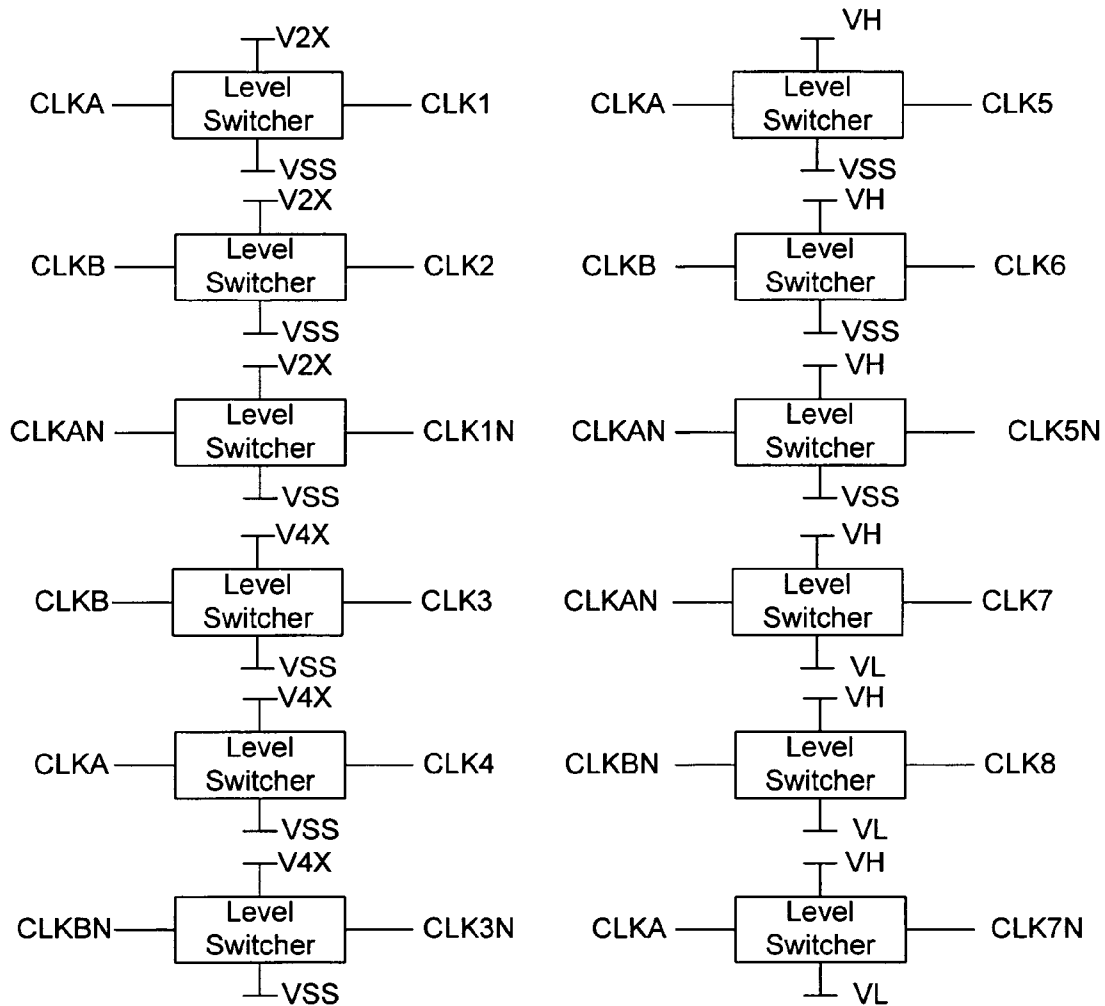 V2X
CLKA
Level
Switcher
CLK1
VSS
V2X
CLKB
Level
Switcher
CLK2
VSS
V2X
CLKAN
Level
Switcher
CLK1N
VSS
V4X
CLKB
Level
Switcher
CLK3
VSS
V4X
CLKA
Level
Switcher
CLK4
VSS
V4X
CLKBN
Level
Switcher
CLK3N
VSS
VH
CLKA
Level
Switcher
CLK5
VSS
VH
CLKB
Level
Switcher
CLK6
VSS
VH
CLKAN
Level
Switcher
CLK5N
VSS
VH
CLKAN
Level
Switcher
CLK7
VL
VH
CLKBN
Level
Switcher
CLK8
VL
VH
CLKA
Level
Switcher
CLK7N
VL